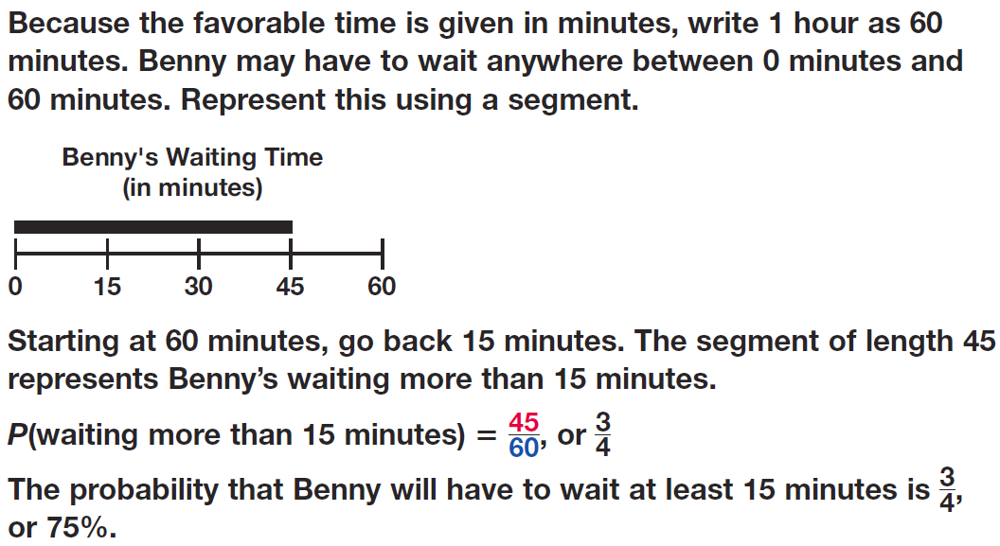 Because the favorable time is given in minutes, write 1 hour as 60
minutes. Benny may have to wait anywhere between 0 minutes and
60 minutes. Represent this using a segment.
Benny's Waiting Time
(in minutes)
0 15 30 45 60
Starting at 60 minutes, go back 15 minutes. The segment of length 45
represents Benny’s waiting more than 15 minutes.
P(waiting more than 15 minutes) = 45/60, or 3/4
The probability that Benny will have to wait at least 15 minutes is 3/4,
or 75%.